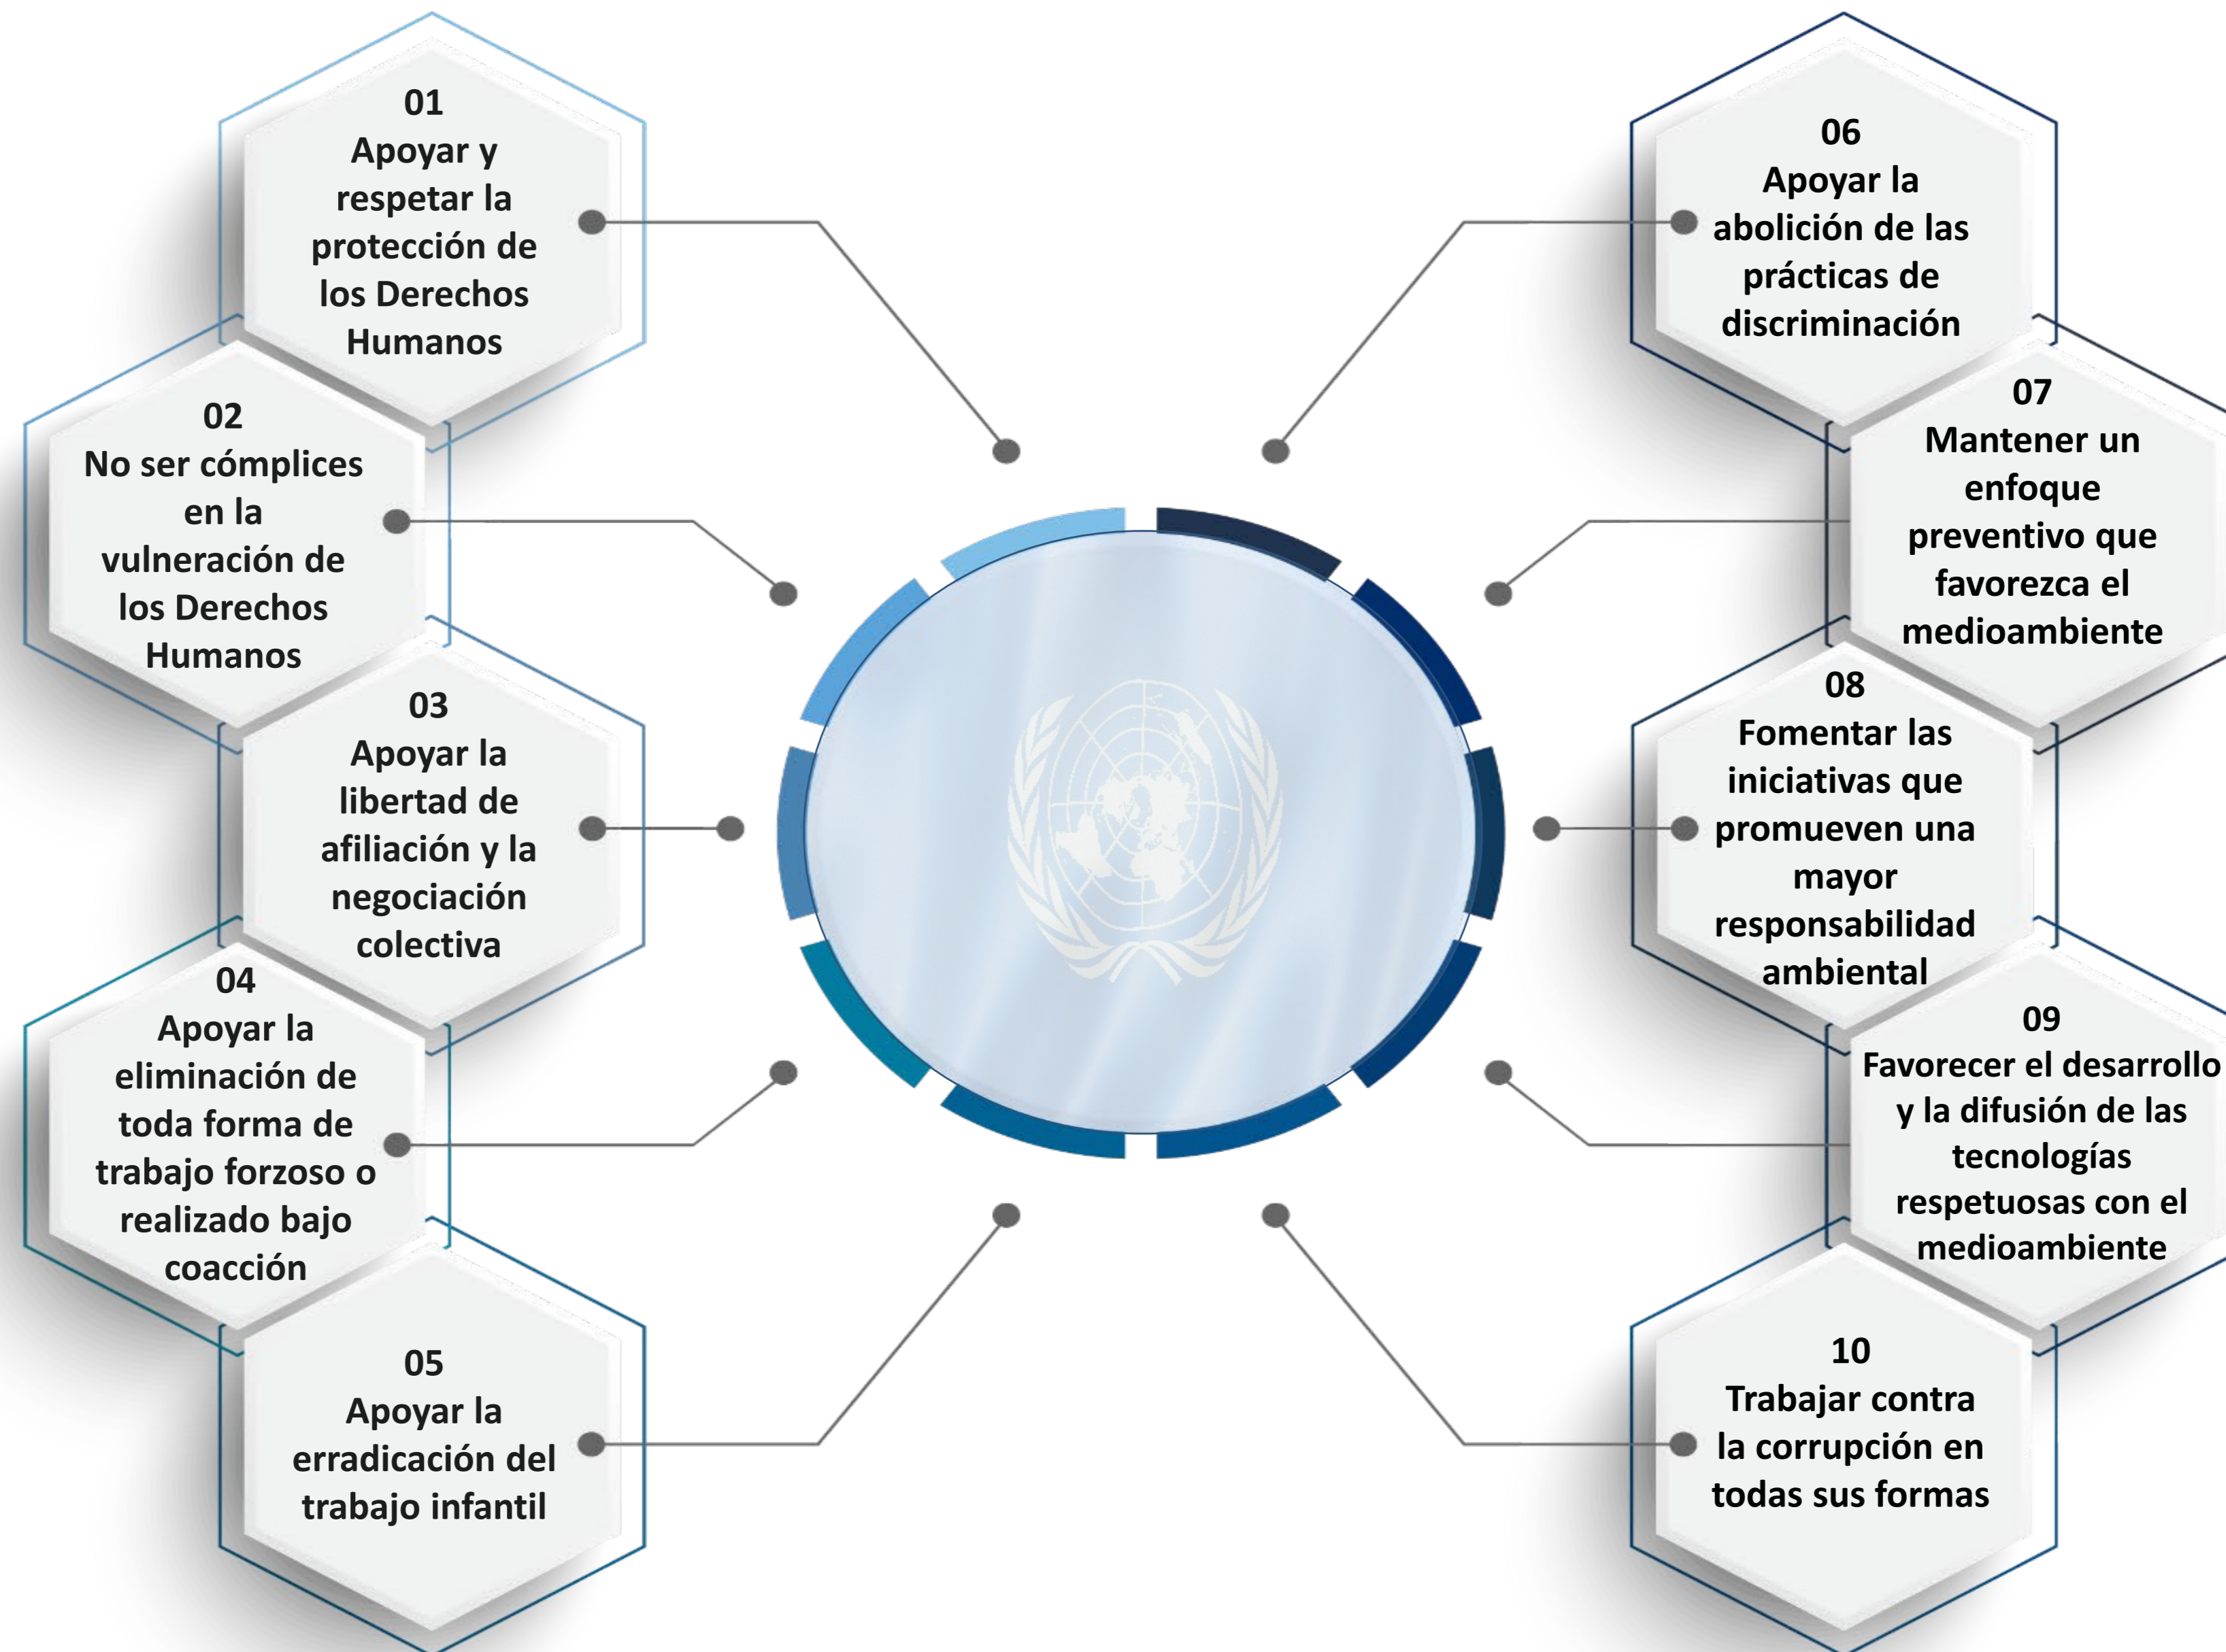 01
Apoyar y
respetar la
protección de
los Derechos
Humanos
02
No ser cómplices
en la
vulneración de
los Derechos
Humanos
03
Apoyar la
libertad de
afiliación y la
negociación
colectiva
04
Apoyar la
eliminación de
toda forma de
trabajo forzoso o
realizado bajo
coacción
05
Apoyar la
erradicación del
trabajo infantil
06
Apoyar la
abolición de las
prácticas de
discriminación
07
Mantener un
enfoque
preventivo que
favorezca el
medioambiente
08
Fomentar las
iniciativas que
promueven una
mayor
responsabilidad
ambiental
09
Favorecer el desarrollo
y la difusión de las
tecnologías
respetuosas con el
medioambiente
10
Trabajar contra
la corrupción en
todas sus formas